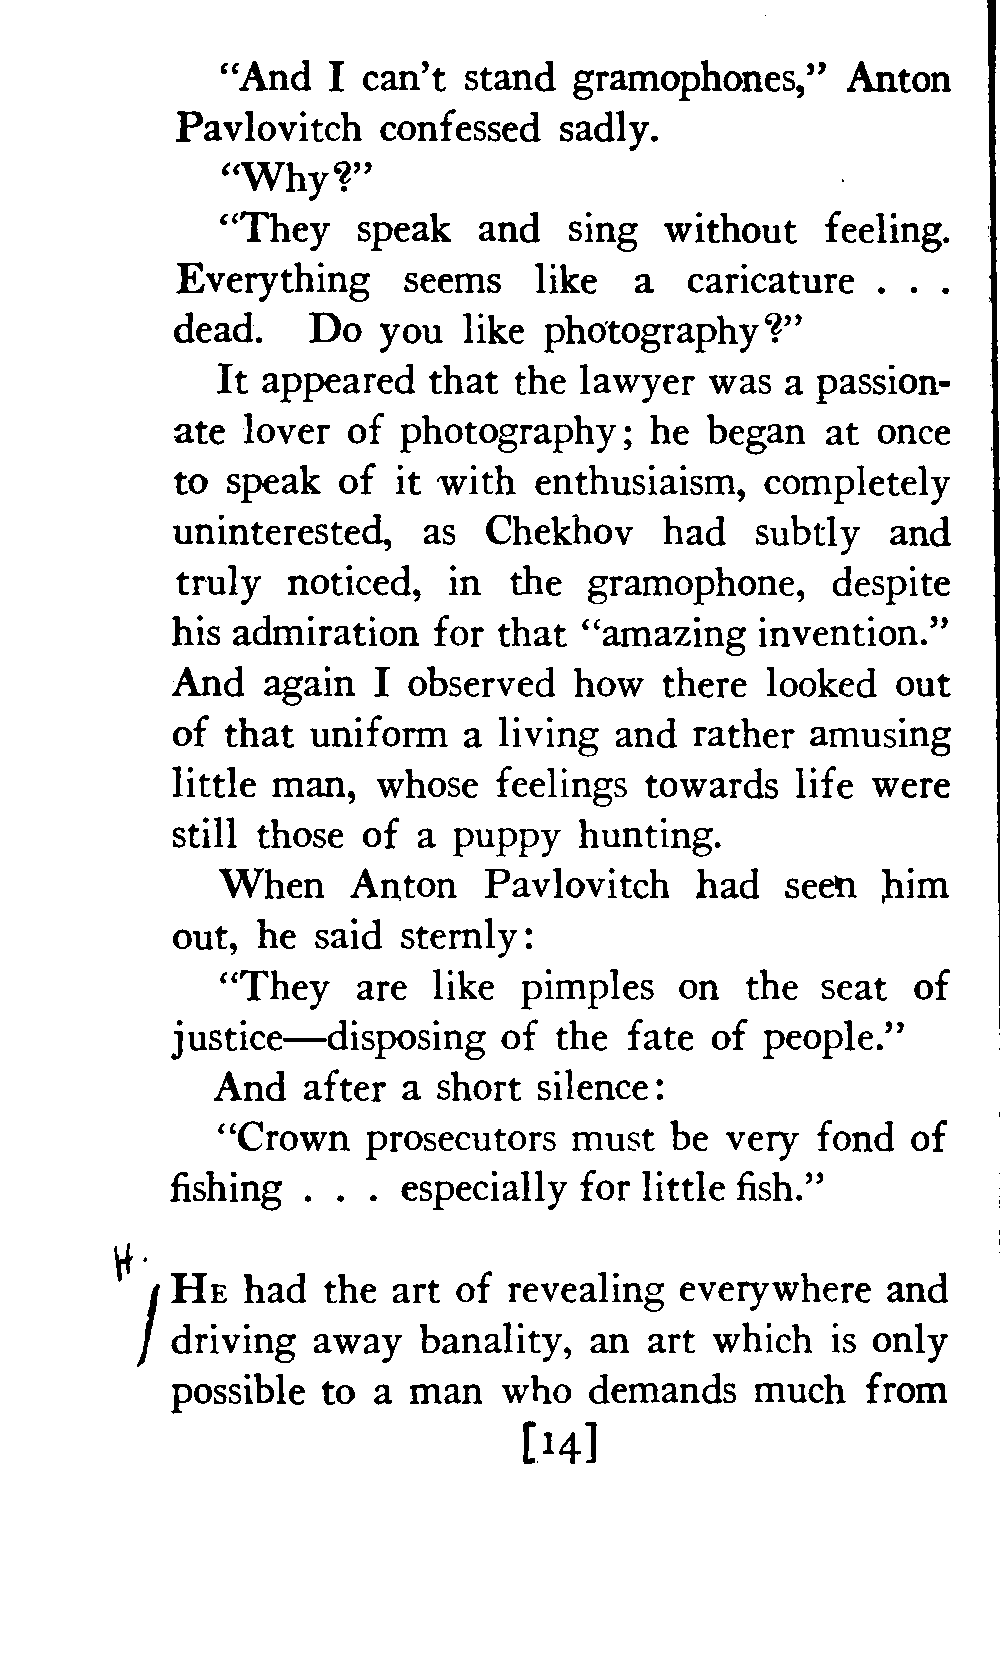 “And I can’t stand gramophones,” Anton
Pavlovitch confessed sadly.
“Why?”
“They speak and sing without feeling.
Everything seems like a caricature . . .
dead. Do you like photography?”
It appeared that the lawyer was a passion-
ate lover of photography; he began at once
to speak of it with enthusiaism, completely
uninterested, as Chekhov had subtly and
truly noticed, in the gramophone, despite
his admiration for that “amazing invention.”
And again I observed how there looked out
of that uniform a living and rather amusing
little man, whose feelings towards life were
still those of a puppy hunting.
When Anton Pavlovitch had seen him
out, he said sternly:
“They are like pimples on the seat of
justice—disposing of the fate of people.”
And after a short silence:
“Crown prosecutors must be very fond of
fishing . . . especially for little fish.”
HE had the art of revealing everywhere and
driving away banality, an art which is only
possible to a man who demands much from
[14]